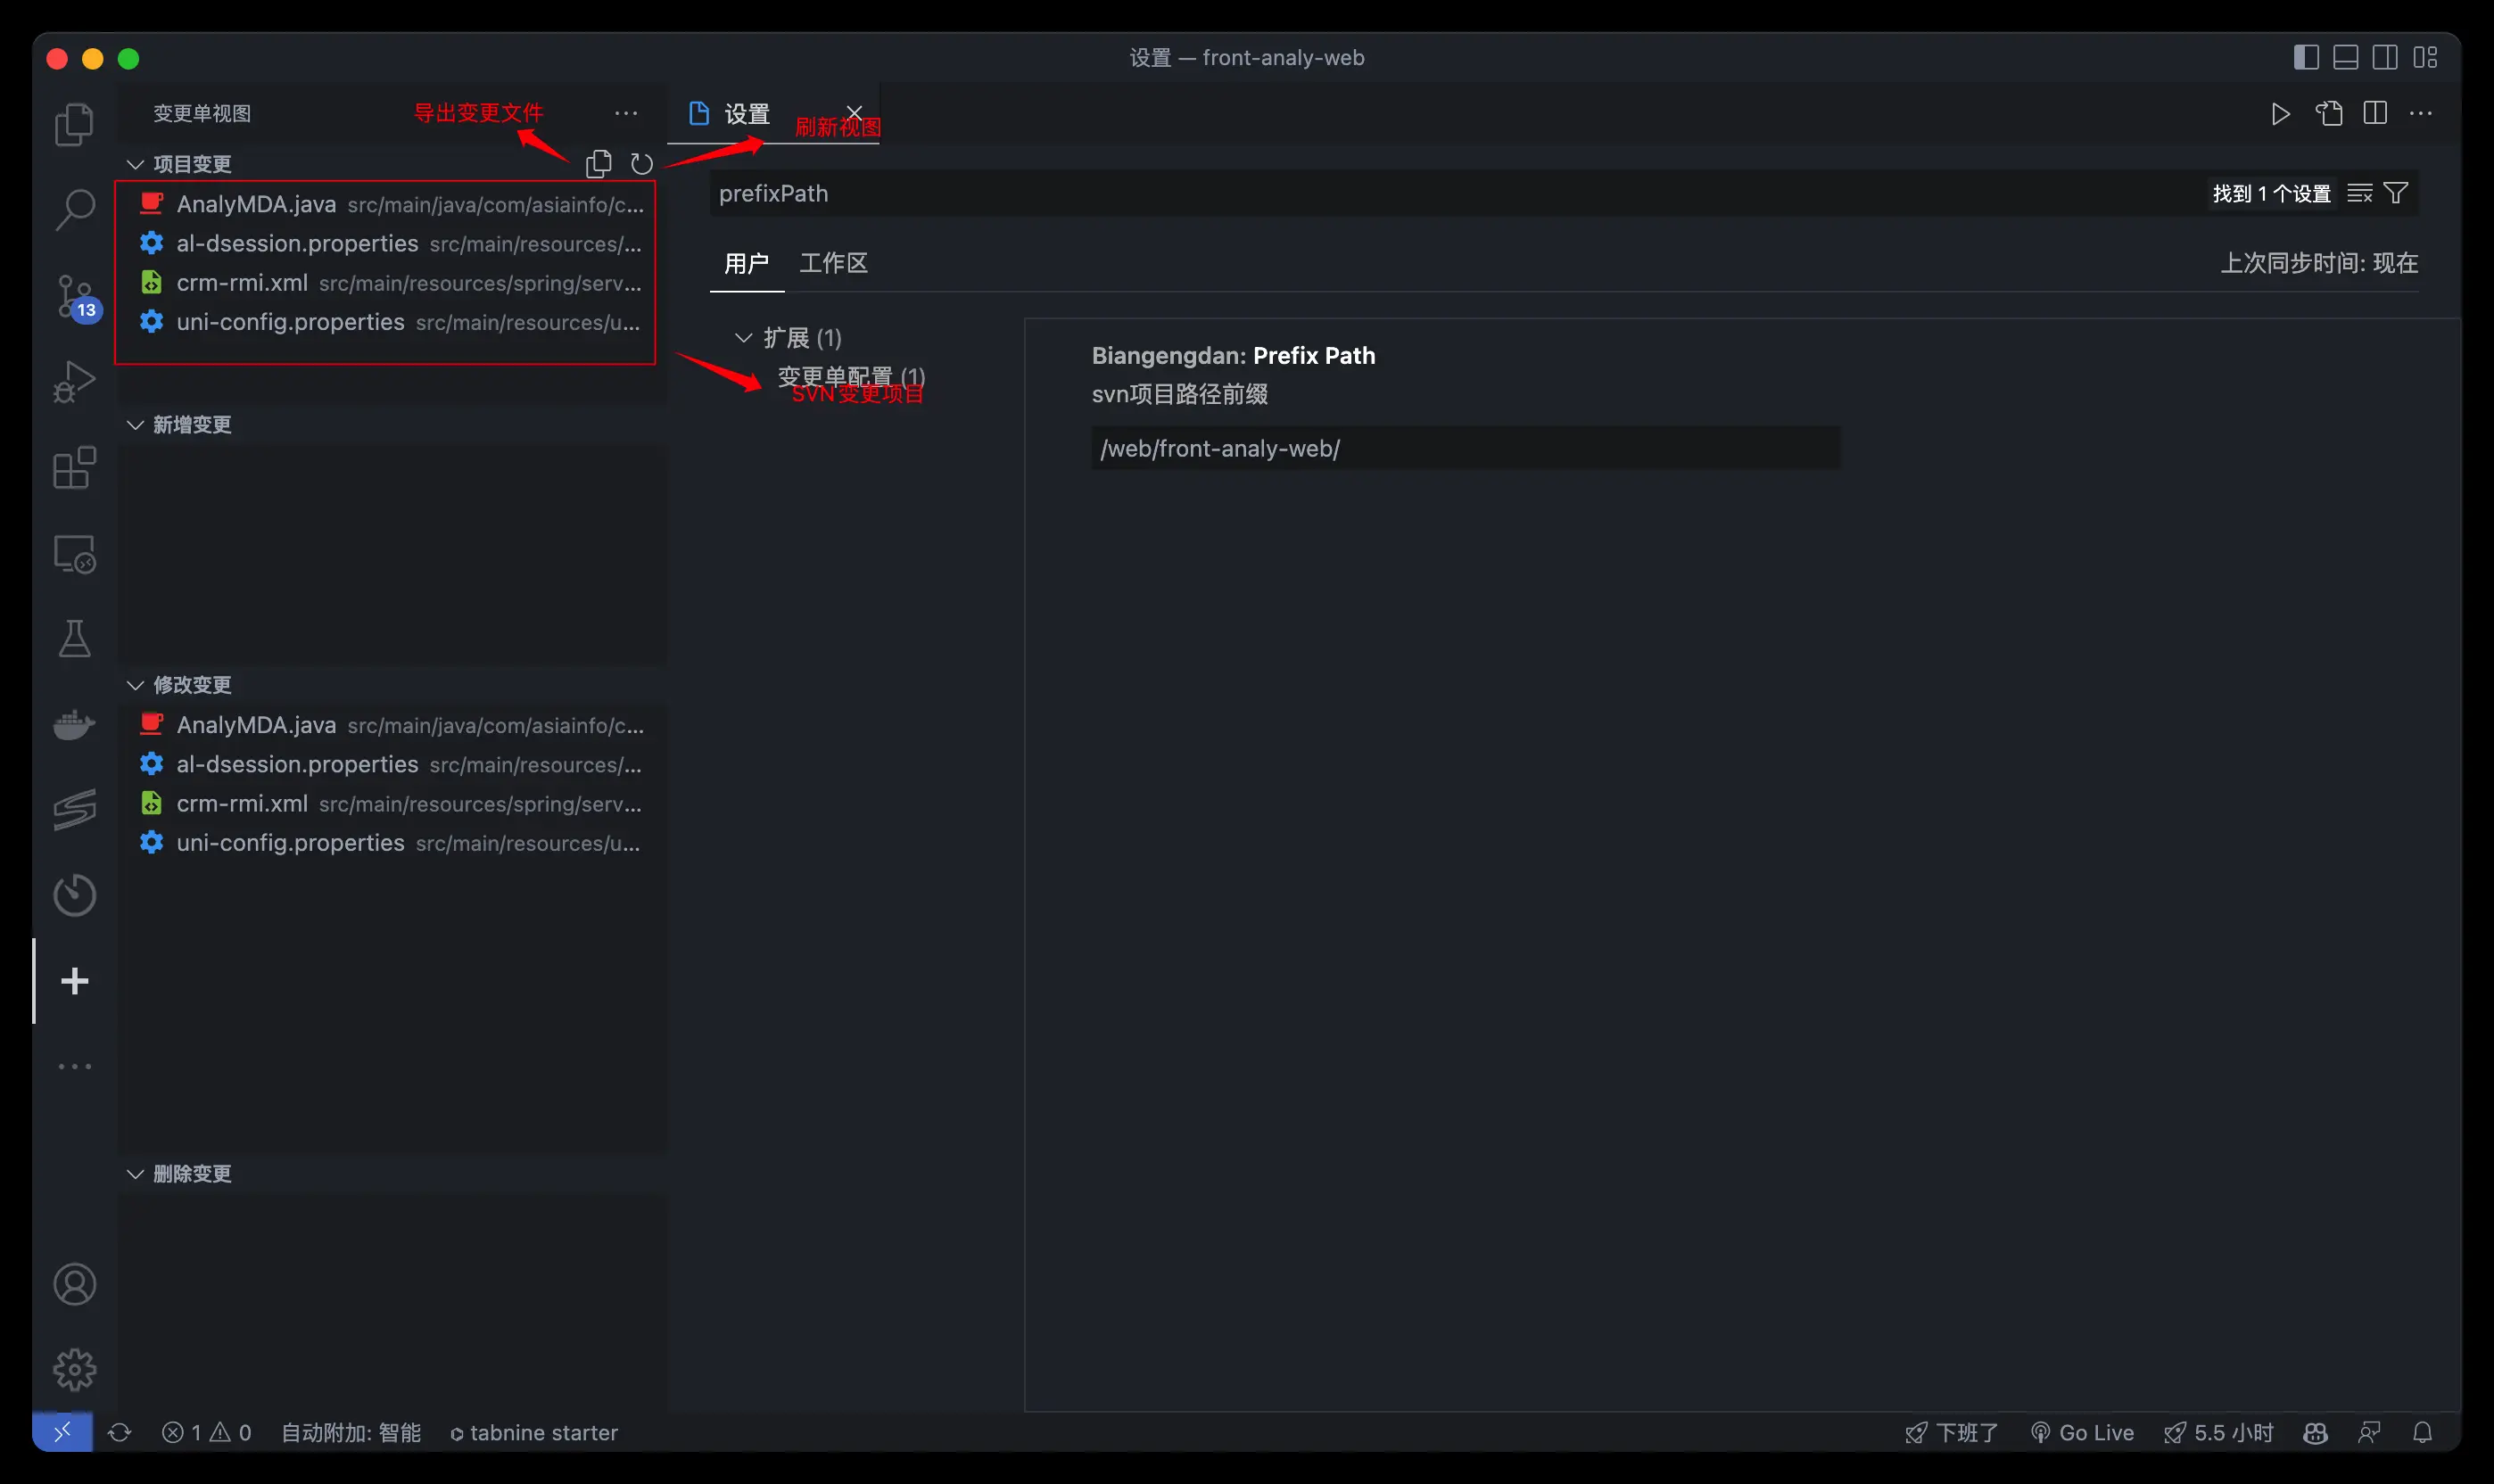 设置 — front-analy-web
变更单视图
导出变更文件
设置
刷新视图
项目变更
AnalyMDA.java src/main/java/com/asiainfo/c...
al-dsession.properties src/main/resources/...
crm-rmi.xml src/main/resources/spring/serv...
uni-config.properties src/main/resources/u...
13
新增变更
修改变更
AnalyMDA.java src/main/java/com/asiainfo/c...
al-dsession.properties src/main/resources/...
crm-rmi.xml src/main/resources/spring/serv...
uni-config.properties src/main/resources/u...
删除变更
prefixPath
找到 1 个设置
用户 工作区
上次同步时间: 现在
扩展 (1)
变更单配置 (1)
SVN变更项目
Biangengdan: Prefix Path
svn项目路径前缀
/web/front-analy-web/
1 0 自动附加: 智能 tabnine starter
下班了 Go Live 5.5 小时